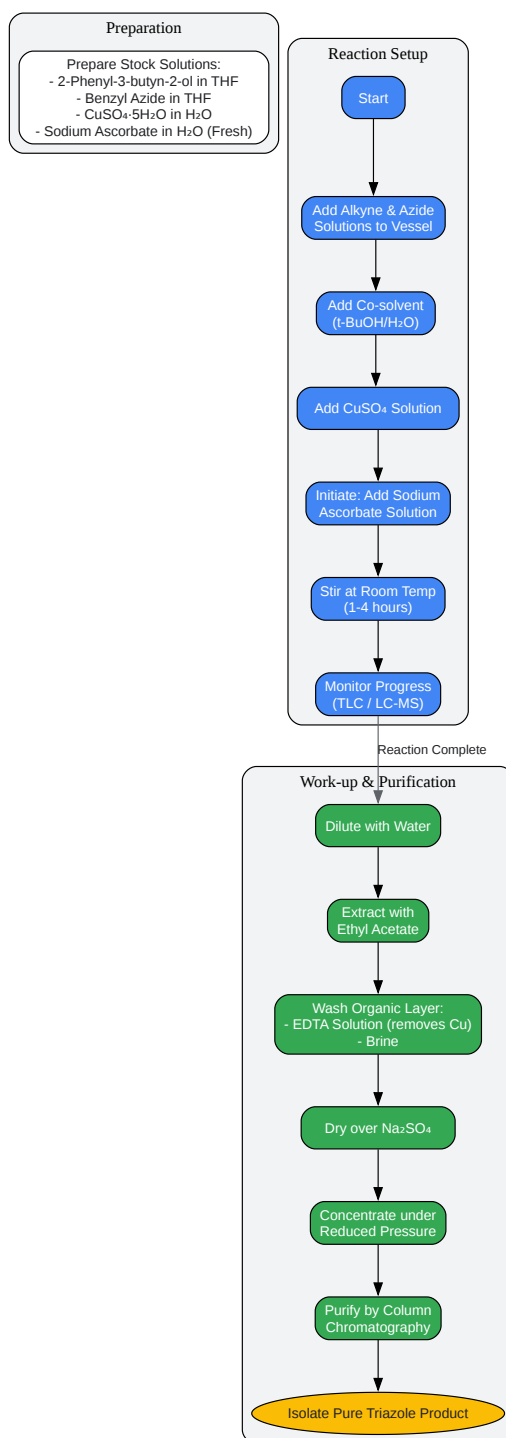 Preparation
Prepare Stock Solutions:
- 2-Phenyl-3-butyn-2-ol in THF
- Benzyl Azide in THF
- CuSO₄·5H₂O in H₂O
- Sodium Ascorbate in H₂O (Fresh)
Reaction Setup
Start
Add Alkyne & Azide
Solutions to Vessel
Add Co-solvent
(t-BuOH/H₂O)
Add CuSO₄ Solution
Initiate: Add Sodium
Ascorbate Solution
Stir at Room Temp
(1-4 hours)
Monitor Progress
(TLC / LC-MS)
Reaction Complete
Work-up & Purification
Dilute with Water
Extract with
Ethyl Acetate
Wash Organic Layer:
- EDTA Solution (removes Cu)
- Brine
Dry over Na₂SO₄
Concentrate under
Reduced Pressure
Purify by Column
Chromatography
Isolate Pure Triazole Product